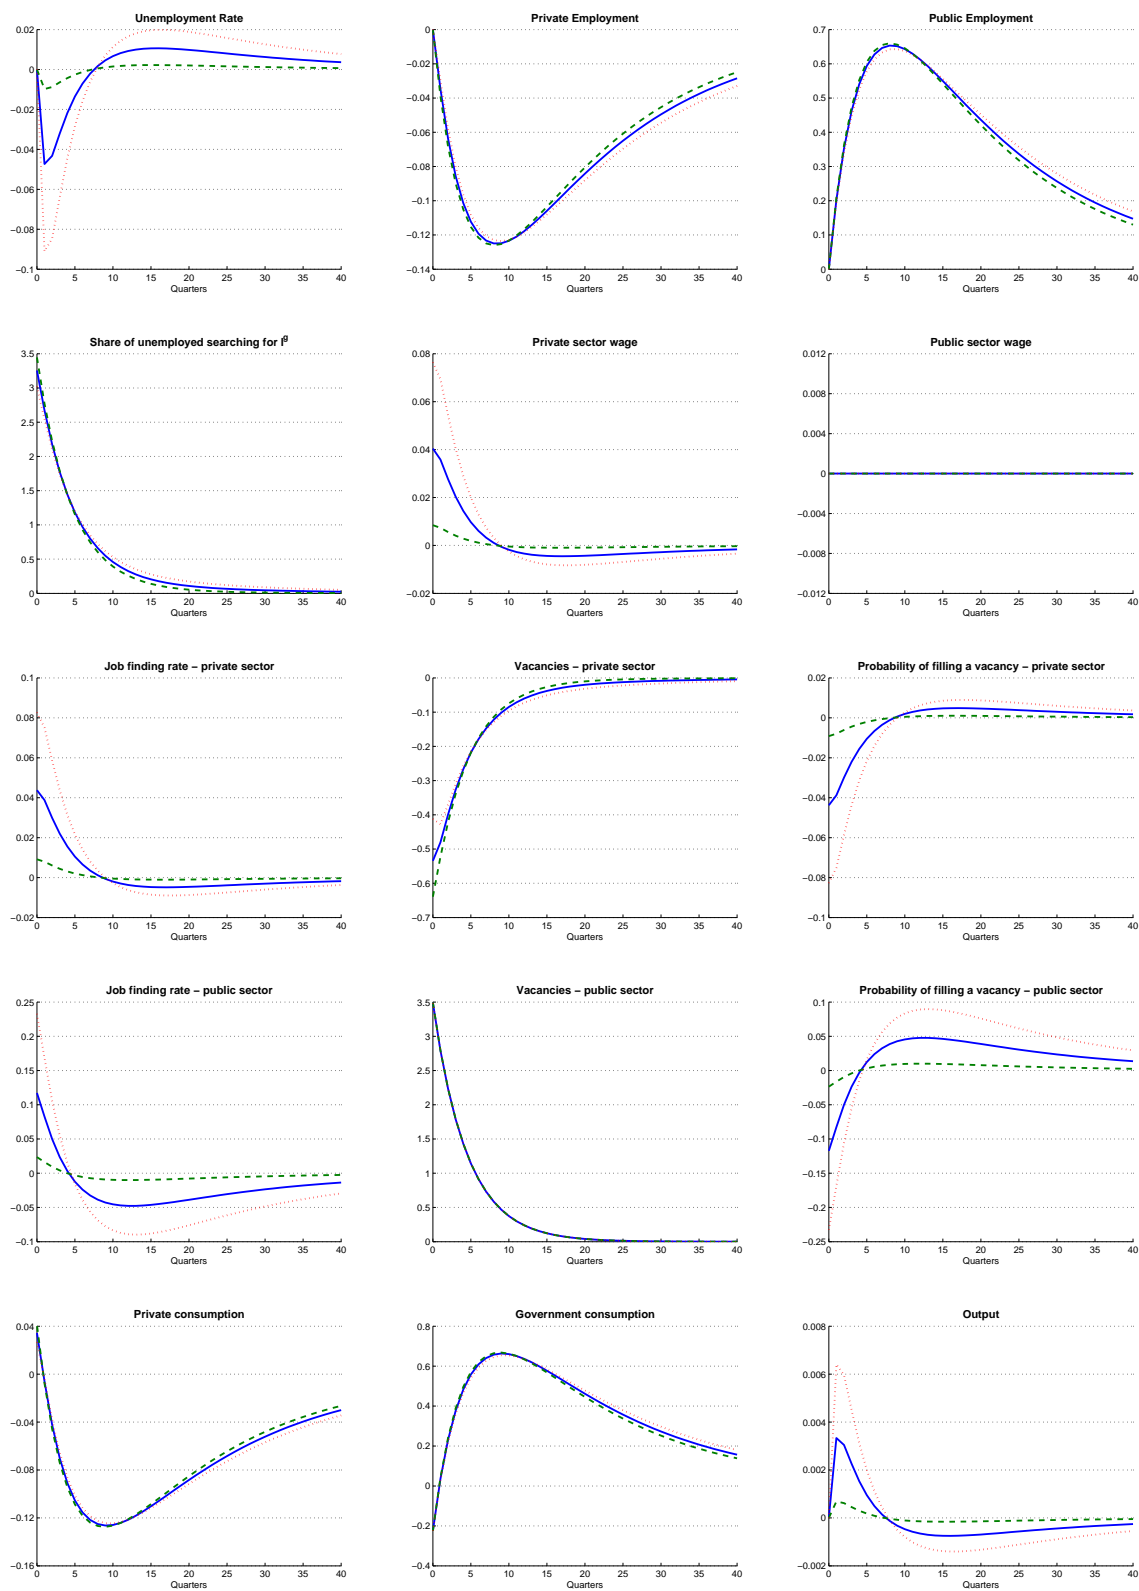 Unemployment Rate Private Employment Public Employment
0.02 0 0.7
0 −0.02 0.6
−0.02 −0.04 0.5
−0.04 −0.06 0.4
−0.06 −0.08 0.3
−0.08 −0.1 0.2
−0.1 −0.12 0.1
−0.14 0
0 5 10 15 20 25 30 35 40 0 5 10 15 20 25 30 35 40 0 5 10 15 20 25 30 35 40
Quarters Quarters Quarters
Share of unemployed searching for l^g Private sector wage Public sector wage
3.5 0.08 0.012
3 0.06 0.008
2.5 0.04 0.004
2 0.02 0
1.5 0 −0.004
1 −0.02 −0.008
0.5 −0.012
0
0 5 10 15 20 25 30 35 40 0 5 10 15 20 25 30 35 40 0 5 10 15 20 25 30 35 40
Quarters Quarters Quarters
Job finding rate − private sector Vacancies − private sector Probability of filling a vacancy − private sector
0.1 0 0.02
0.08 −0.1 0
0.06 −0.2 −0.02
0.04 −0.3 −0.04
0.02 −0.4 −0.06
0 −0.5 −0.08
−0.02 −0.6 −0.1
−0.7
0 5 10 15 20 25 30 35 40 0 5 10 15 20 25 30 35 40 0 5 10 15 20 25 30 35 40
Quarters Quarters Quarters
Job finding rate − public sector Vacancies − public sector Probability of filling a vacancy − public sector
0.25 3.5 0.1
0.2 3 0.05
0.15 2.5 0
0.1 2 −0.05
0.05 1.5 −0.1
0 1 −0.15
−0.05 0.5 −0.2
−0.1 0 −0.25
0 5 10 15 20 25 30 35 40 0 5 10 15 20 25 30 35 40 0 5 10 15 20 25 30 35 40
Quarters Quarters Quarters
Private consumption Government consumption Output
0.04 0.8 0.008
0 0.6 0.006
−0.04 0.4 0.004
−0.08 0.2 0.002
−0.12 0 0
−0.16 −0.2 −0.002
−0.4
0 5 10 15 20 25 30 35 40 0 5 10 15 20 25 30 35 40 0 5 10 15 20 25 30 35 40
Quarters Quarters Quarters